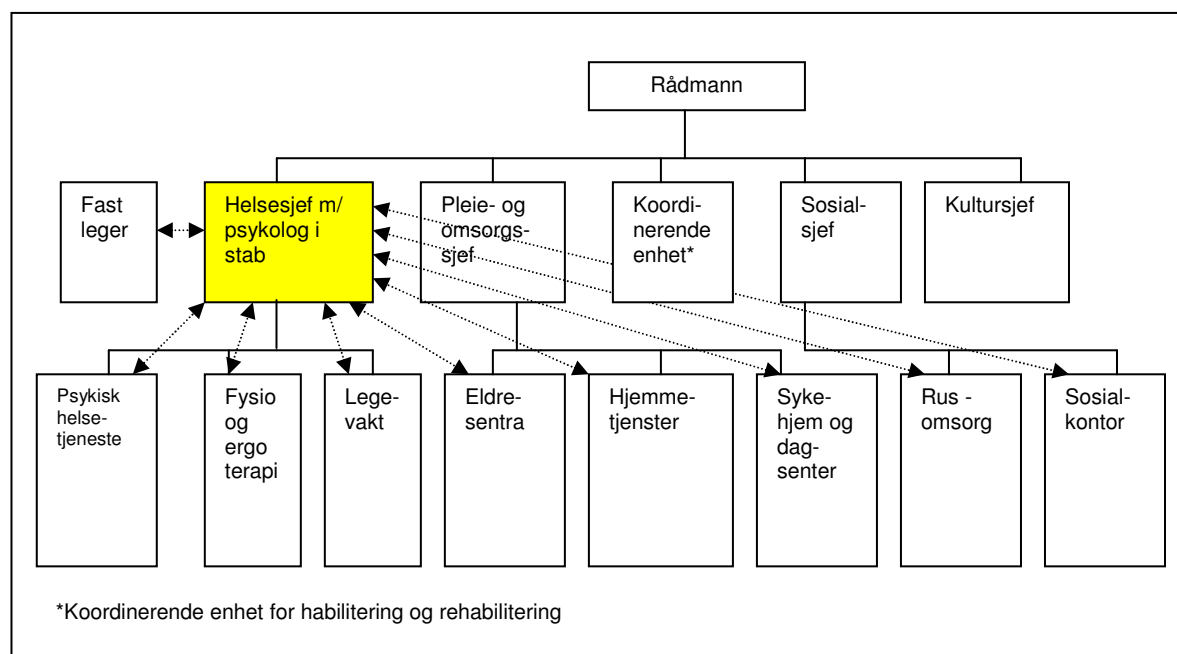 Rådmann
Fast
leger
Helsesjef m/
psykolog i
stab
Pleie- og
omsorgs-
sjef
Koordi-
nerende
enhet*
Sosial-
sjef
Kultursjef
Psykisk
helse-
tjeneste
Fysio
og
ergo
terapi
Lege-
vakt
Eldre-
sentra
Hjemme-
tjenster
Syke-
hjem og
dag-
senter
Rus -
omsorg
Sosial-
kontor
*Koordinerende enhet for habilitering og rehabilitering